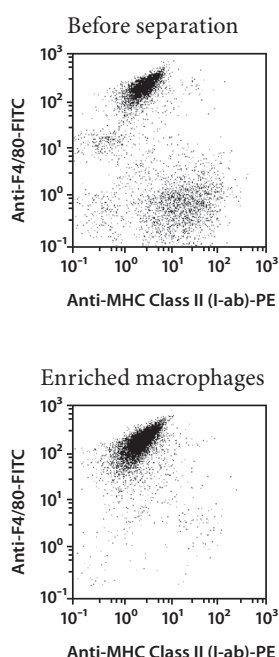 Before separation
Anti-F4/80-FITC
10³
10²
10¹
10⁰
10⁻¹
10⁻¹ 10⁰ 10¹ 10² 10³
Anti-MHC Class II (I-ab)-PE
Enriched macrophages
Anti-F4/80-FITC
10³
10²
10¹
10⁰
10⁻¹
10⁻¹ 10⁰ 10¹ 10² 10³
Anti-MHC Class II (I-ab)-PE